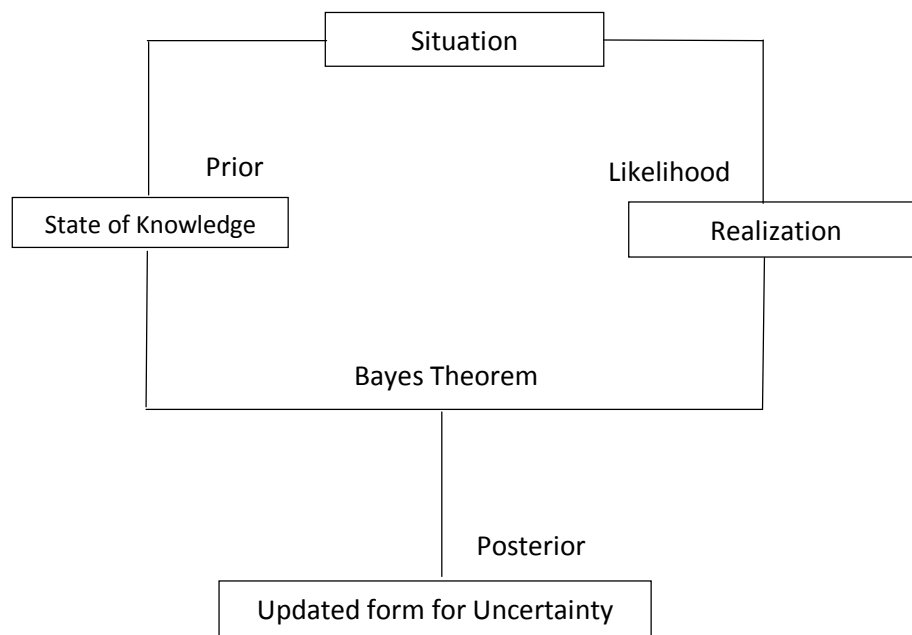 Situation
Prior
Likelihood
State of Knowledge
Realization
Bayes Theorem
Posterior
Updated form for Uncertainty